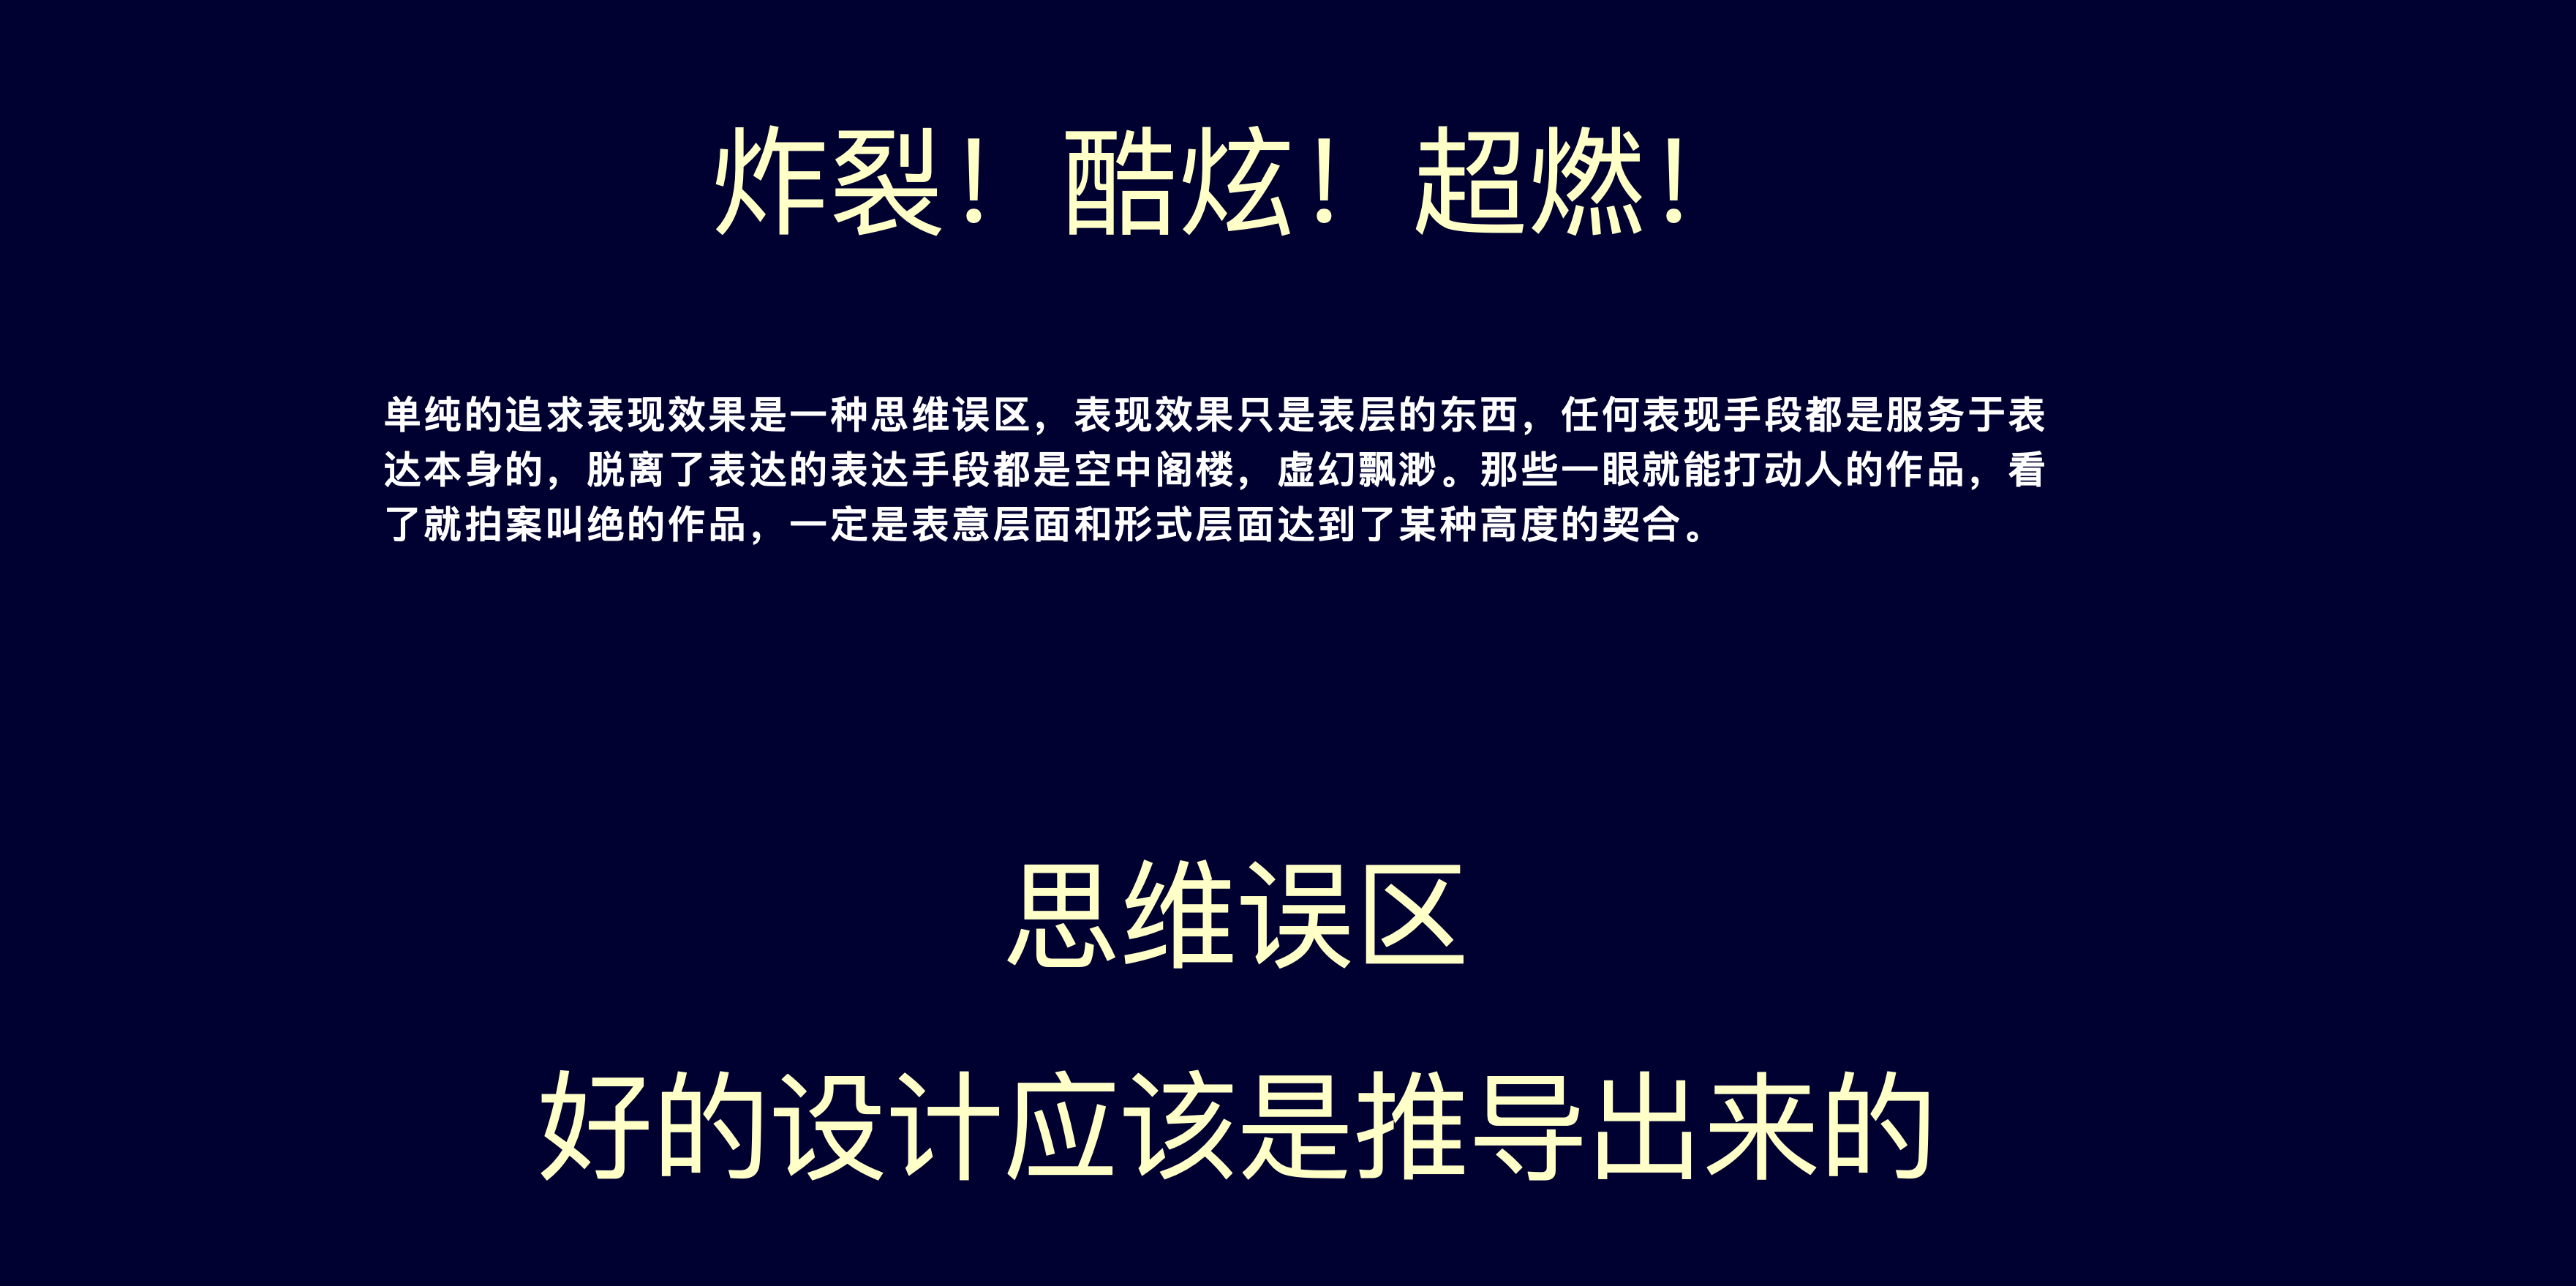 炸裂！酷炫！超燃！
单纯的追求表现效果是一种思维误区，表现效果只是表层的东西，任何表现手段都是服务于表
达本身的，脱离了表达的表达手段都是空中阁楼，虚幻飘渺。那些一眼就能打动人的作品，看
了就拍案叫绝的作品，一定是表意层面和形式层面达到了某种高度的契合。
思维误区
好的设计应该是推导出来的